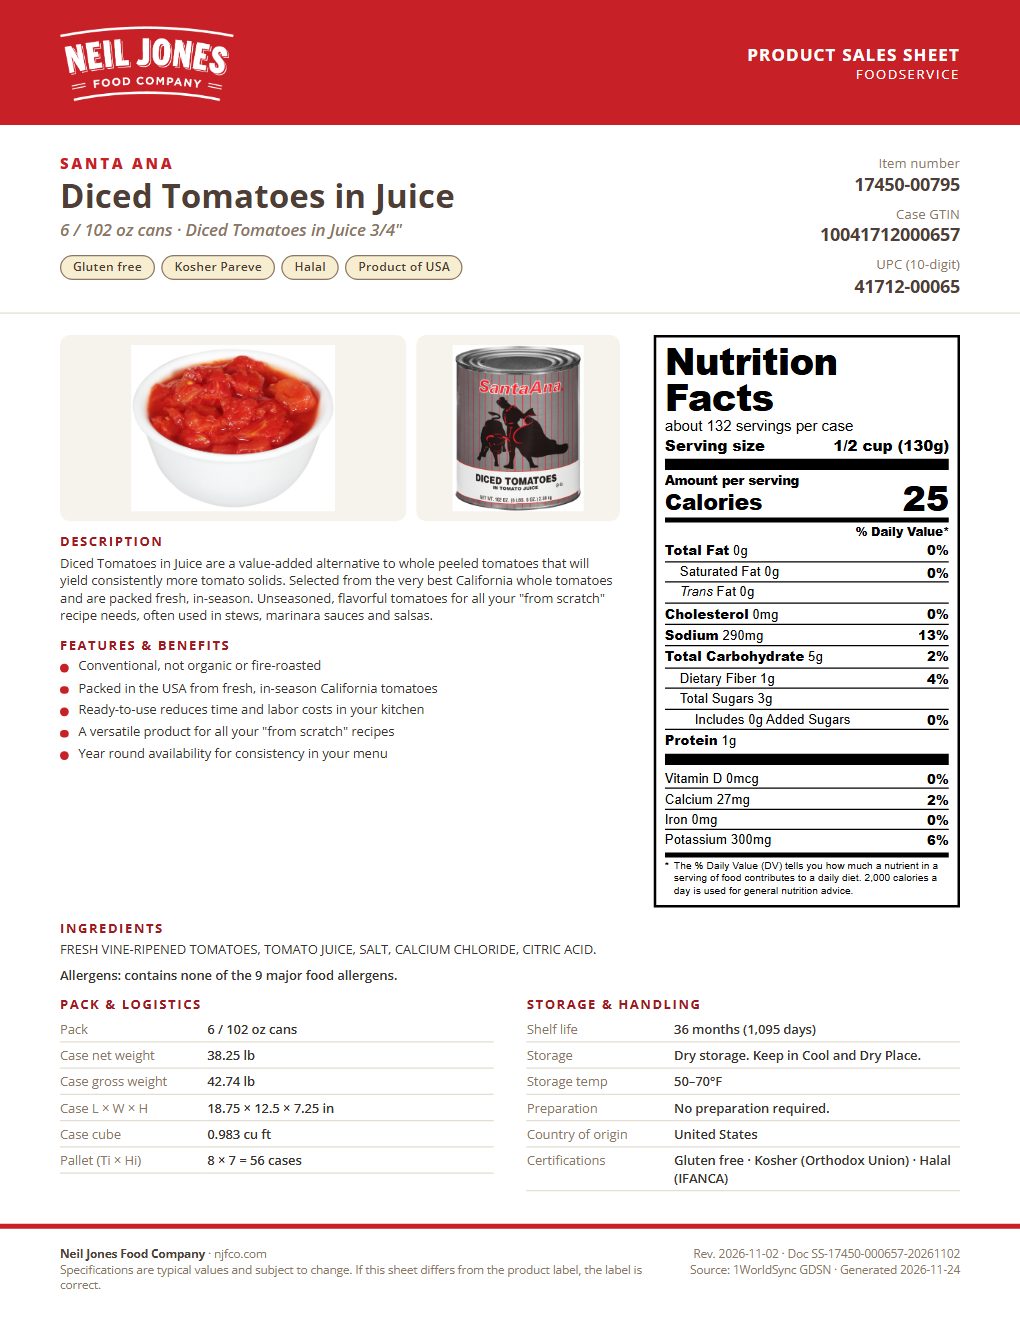 NEIL JONES
FOOD COMPANY
PRODUCT SALES SHEET
FOODSERVICE
SANTA ANA
Diced Tomatoes in Juice
6 / 102 oz cans · Diced Tomatoes in Juice 3/4"
Gluten free
Kosher Pareve
Halal
Product of USA
Item number
17450-00795
Case GTIN
10041712000657
UPC (10-digit)
41712-00065
SantaAna
DICED TOMATOES
IN TOMATO JUICE
NET WT. 102 OZ. (6 LBS. 6 OZ.) 2.89 kg
DESCRIPTION
Diced Tomatoes in Juice are a value-added alternative to whole peeled tomatoes that will
yield consistently more tomato solids. Selected from the very best California whole tomatoes
and are packed fresh, in-season. Unseasoned, flavorful tomatoes for all your "from scratch"
recipe needs, often used in stews, marinara sauces and salsas.
FEATURES & BENEFITS
Conventional, not organic or fire-roasted
Packed in the USA from fresh, in-season California tomatoes
Ready-to-use reduces time and labor costs in your kitchen
A versatile product for all your "from scratch" recipes
Year round availability for consistency in your menu
Nutrition
Facts
about 132 servings per case
Serving size 1/2 cup (130g)
Amount per serving
Calories 25
% Daily Value*
Total Fat 0g 0%
Saturated Fat 0g 0%
Trans Fat 0g
Cholesterol 0mg 0%
Sodium 290mg 13%
Total Carbohydrate 5g 2%
Dietary Fiber 1g 4%
Total Sugars 3g
Includes 0g Added Sugars 0%
Protein 1g
Vitamin D 0mcg 0%
Calcium 27mg 2%
Iron 0mg 0%
Potassium 300mg 6%
* The % Daily Value (DV) tells you how much a nutrient in a
serving of food contributes to a daily diet. 2,000 calories a
day is used for general nutrition advice.
INGREDIENTS
FRESH VINE-RIPENED TOMATOES, TOMATO JUICE, SALT, CALCIUM CHLORIDE, CITRIC ACID.
Allergens: contains none of the 9 major food allergens.
PACK & LOGISTICS
Pack 6 / 102 oz cans
Case net weight 38.25 lb
Case gross weight 42.74 lb
Case L × W × H 18.75 × 12.5 × 7.25 in
Case cube 0.983 cu ft
Pallet (Ti × Hi) 8 × 7 = 56 cases
STORAGE & HANDLING
Shelf life 36 months (1,095 days)
Storage Dry storage. Keep in Cool and Dry Place.
Storage temp 50–70°F
Preparation No preparation required.
Country of origin United States
Certifications Gluten free · Kosher (Orthodox Union) · Halal
(IFANCA)
Neil Jones Food Company · njfco.com
Specifications are typical values and subject to change. If this sheet differs from the product label, the label is
correct.
Rev. 2026-11-02 · Doc SS-17450-000657-20261102
Source: 1WorldSync GDSN · Generated 2026-11-24